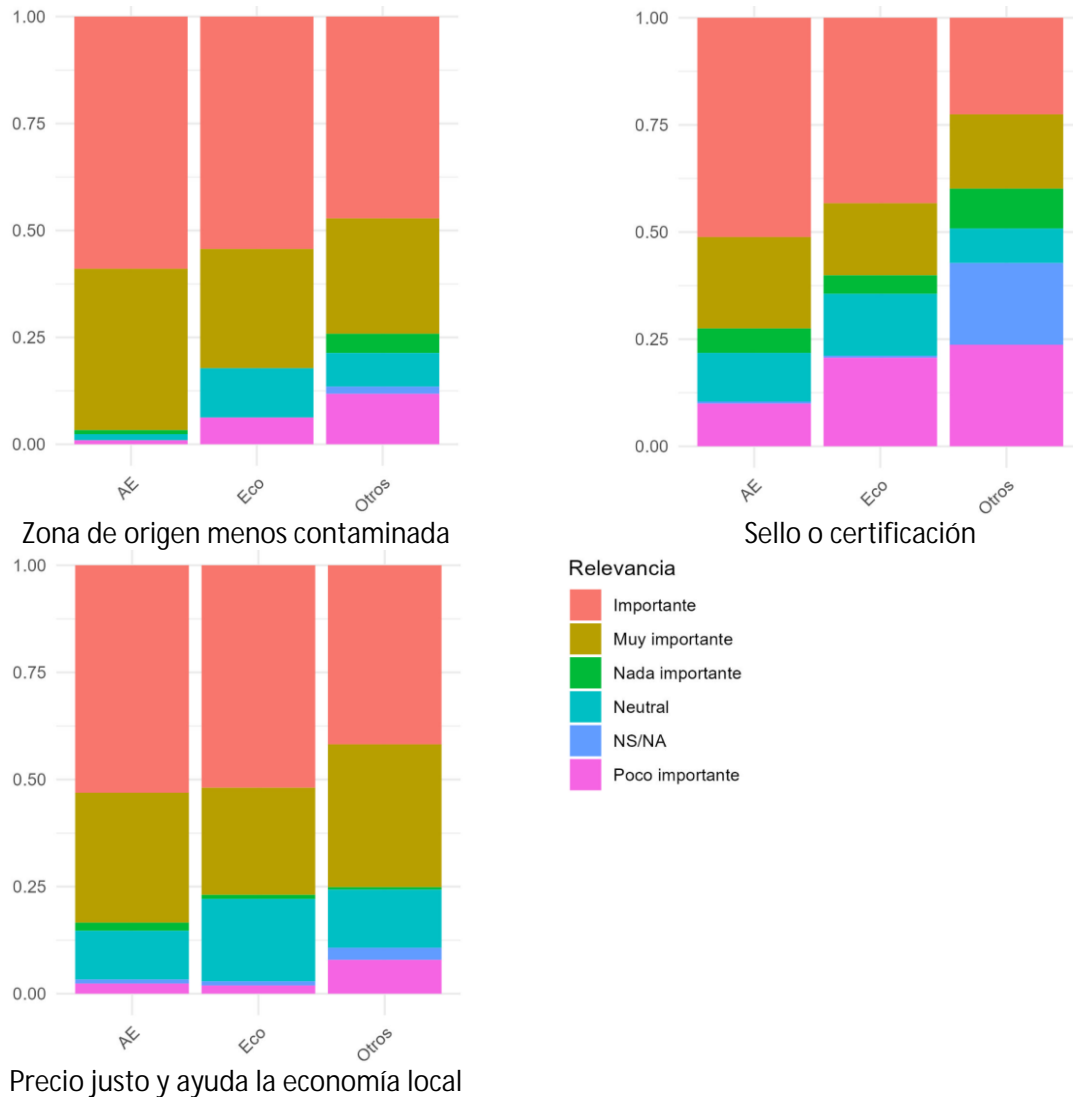 1.00
0.75
0.50
0.25
0.00
AE
Eco
Otros
Zona de origen menos contaminada
1.00
0.75
0.50
0.25
0.00
AE
Eco
Otros
Sello o certificación
1.00
0.75
0.50
0.25
0.00
AE
Eco
Otros
Precio justo y ayuda la economía local
Relevancia
Importante
Muy importante
Nada importante
Neutral
NS/NA
Poco importante